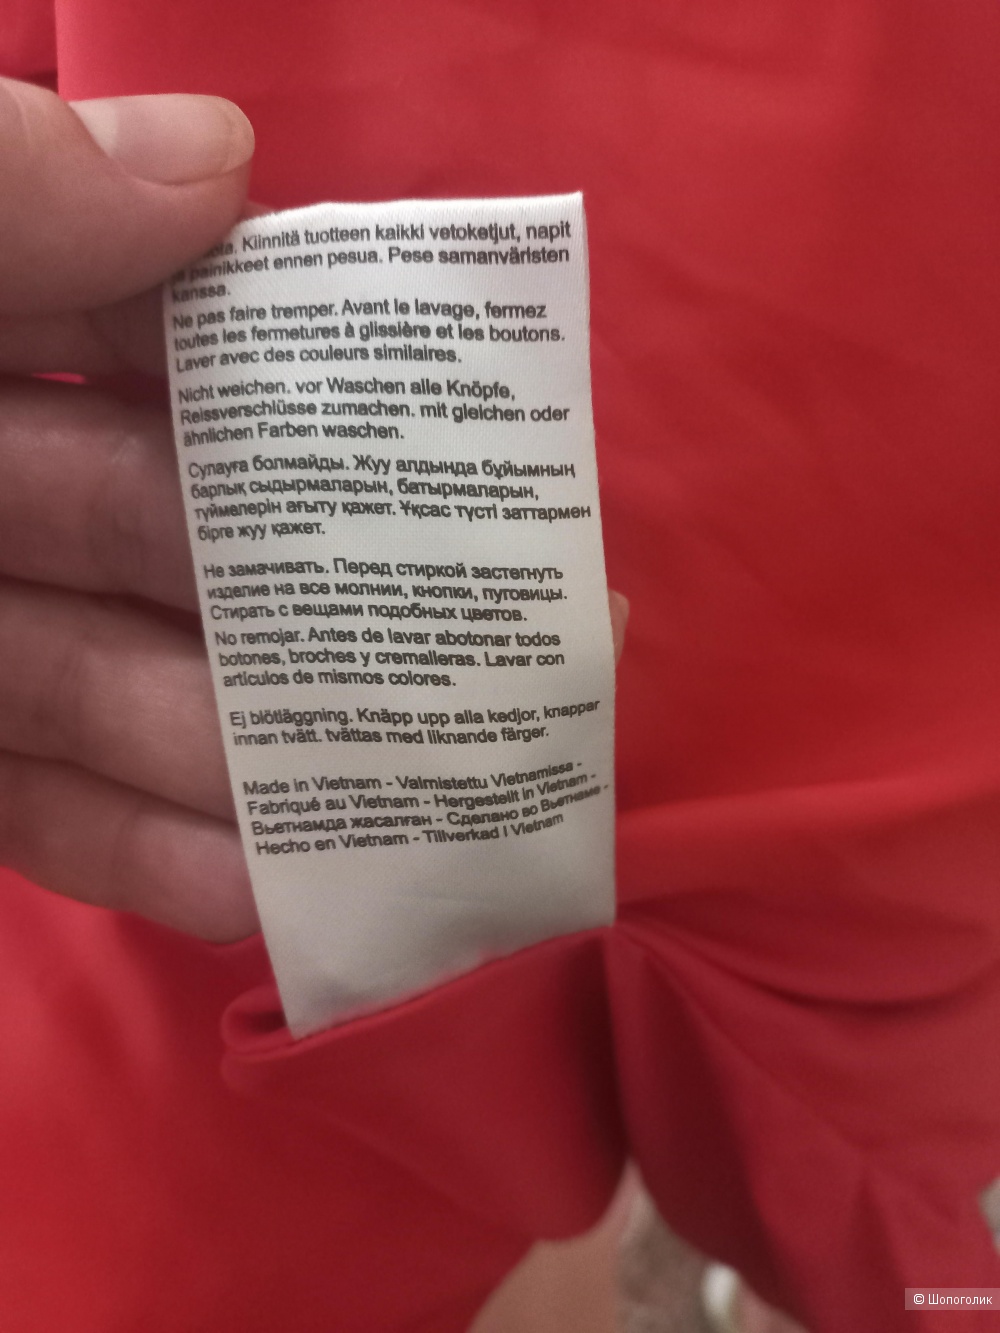 Kiinnitä tuotteen kaikki vetoketjut, napit
painikkeet ennen pesua. Pese samanväristen
kanssa.
Ne pas faire tremper. Avant le lavage, fermez
toutes les fermetures à glissière et les boutons.
Laver avec des couleurs similaires.
Nicht weichen. vor Waschen alle Knöpfe,
Reissverschlüsse zumachen. mit gleichen oder
ähnlichen Farben waschen.
Сулауға болмайды. Жуу алдында бұйымның
барлық сыдырмаларын, батырмаларын,
түймелерін ағыту қажет. Ұқсас түсті заттармен
бірге жуу қажет.
Не замачивать. Перед стиркой застегнуть
изделие на все молнии, кнопки, пуговицы.
Стирать с вещами подобных цветов.
No remojar. Antes de lavar abotonar todos
botones, broches y cremalleras. Lavar con
articulos de mismos colores.
Ej blötläggning. Knäpp upp alla kedjor, knappar
innan tvätt. tvättas med liknande färger.
Made in Vietnam - Valmistettu Vietnamissa -
Fabriqué au Vietnam - Hergestellt in Vietnam -
Вьетнамда жасалған - Сделано во Вьетнаме -
Hecho en Vietnam - Tillverkad I Vietnam
© Шопоголик